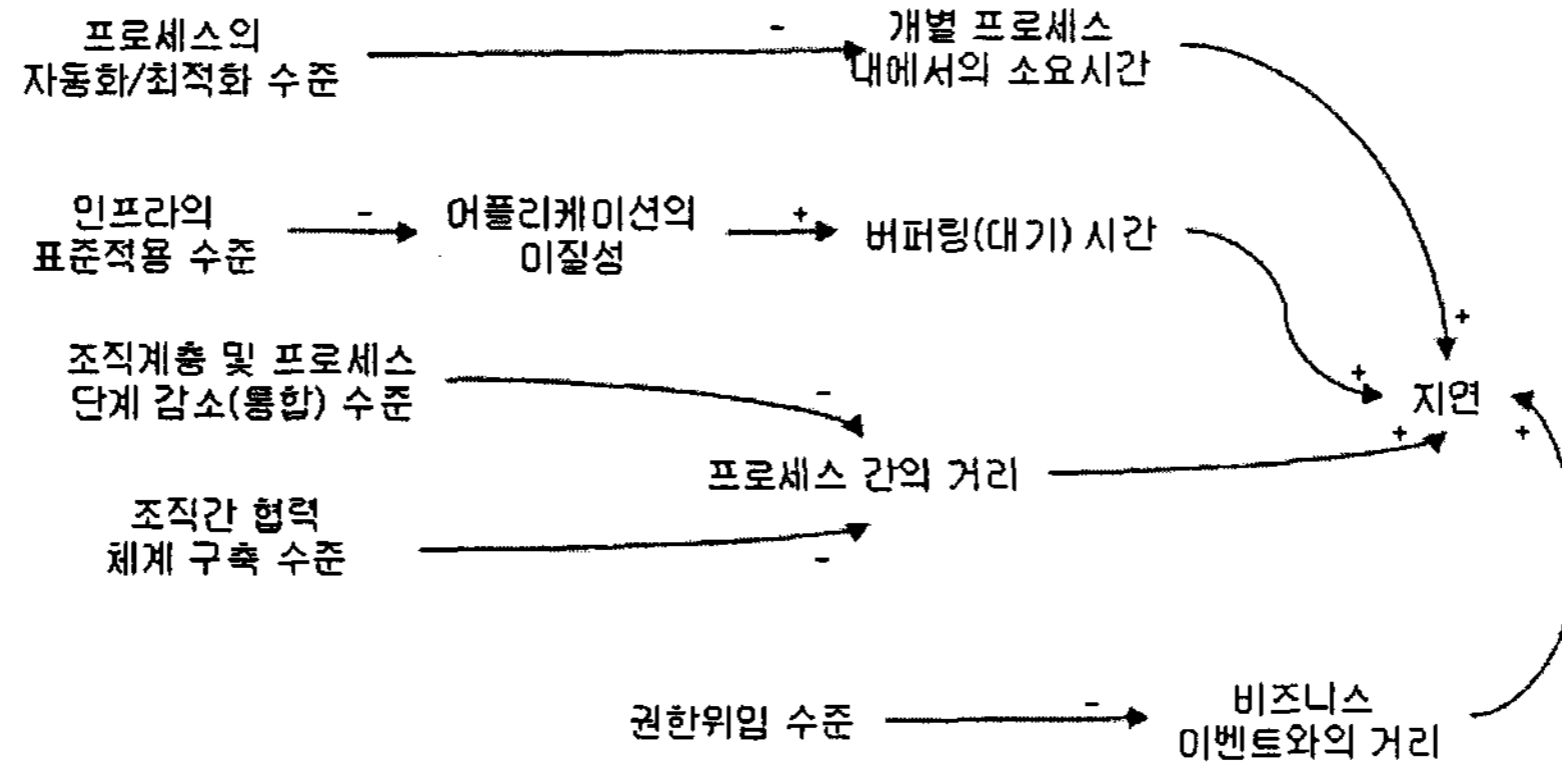 프로세스의
자동화/최적화 수준
-
개별 프로세스
내에서의 소요시간
+
인프라의
표준적용 수준
-
어플리케이션의
이질성
+
버퍼링(대기) 시간
+
조직계층 및 프로세스
단계 감소(통합) 수준
-
지연
+
+
프로세스 간의 거리
조직간 협력
체계 구축 수준
-
권한위임 수준
-
비즈니스
이벤트와의 거리